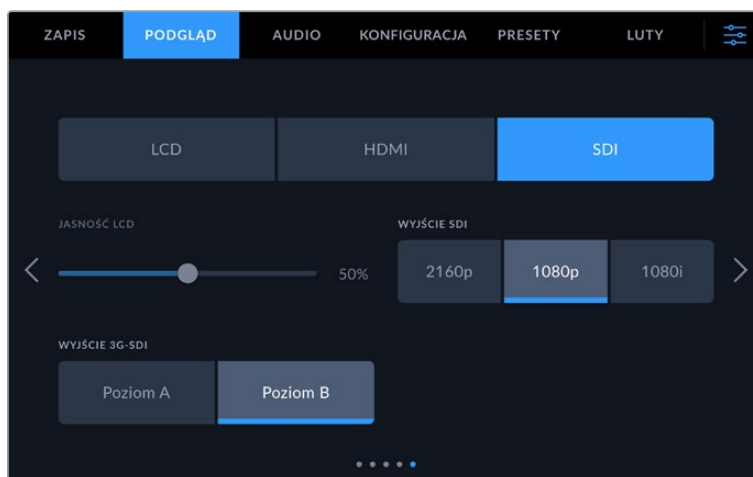 ZAPIS PODGLĄD AUDIO KONFIGURACJA PRESETY LUTY
LCD HDMI SDI
JASNOŚĆ LCD WYJŚCIE SDI
50% 2160p 1080p 1080i
WYJŚCIE 3G-SDI
Poziom A Poziom B